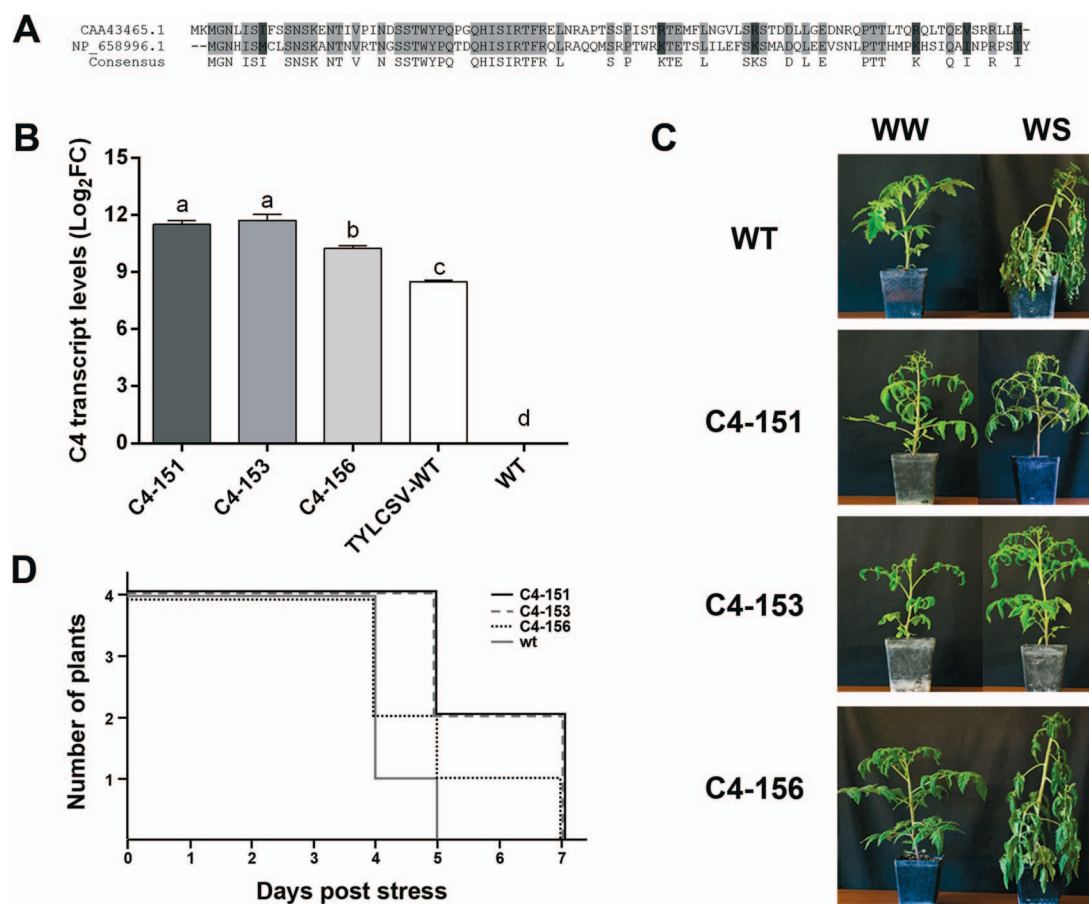 A
CAA43465.1 MKMGNLISIFSSNSKENTIVPINDSSTWYPQPGQHISIRTFRELNRAPTSSPISTRTEMFLNGVLSRSTDDLLGEDNRQPTTLTQRQLTQEVSRRLLM-
NP_658996.1 --MGNHISMCLSNSKANTNVRTNGSSTWYPQTDQHISIRTFRQLRAQQMSRPTWRKTETSLILEFSKSMADQLEEVSNLPTTHMPKHSIQAINPRPSIY
Consensus MGN ISI SNSK NT V N SSTWYPQ QHISIRTFR L S P KTE L SKS D L E PTT K Q I R I
B
C4 transcript levels (Log2FC)
15
12
9
6
3
0
a
a
b
c
d
C4-151
C4-153
C4-156
TYLCSV-WT
WT
C
WW WS
WT
C4-151
C4-153
C4-156
D
Number of plants
4
3
2
1
C4-151
C4-153
C4-156
wt
0 1 2 3 4 5 6 7
Days post stress